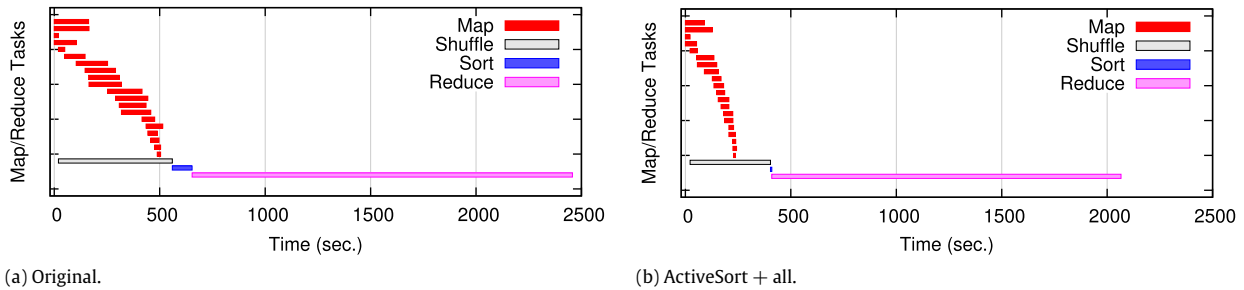 Map/Reduce Tasks
Map
Shuffle
Sort
Reduce
0 500 1000 1500 2000 2500
Time (sec.)
(a) Original.
Map/Reduce Tasks
Map
Shuffle
Sort
Reduce
0 500 1000 1500 2000 2500
Time (sec.)
(b) ActiveSort + all.